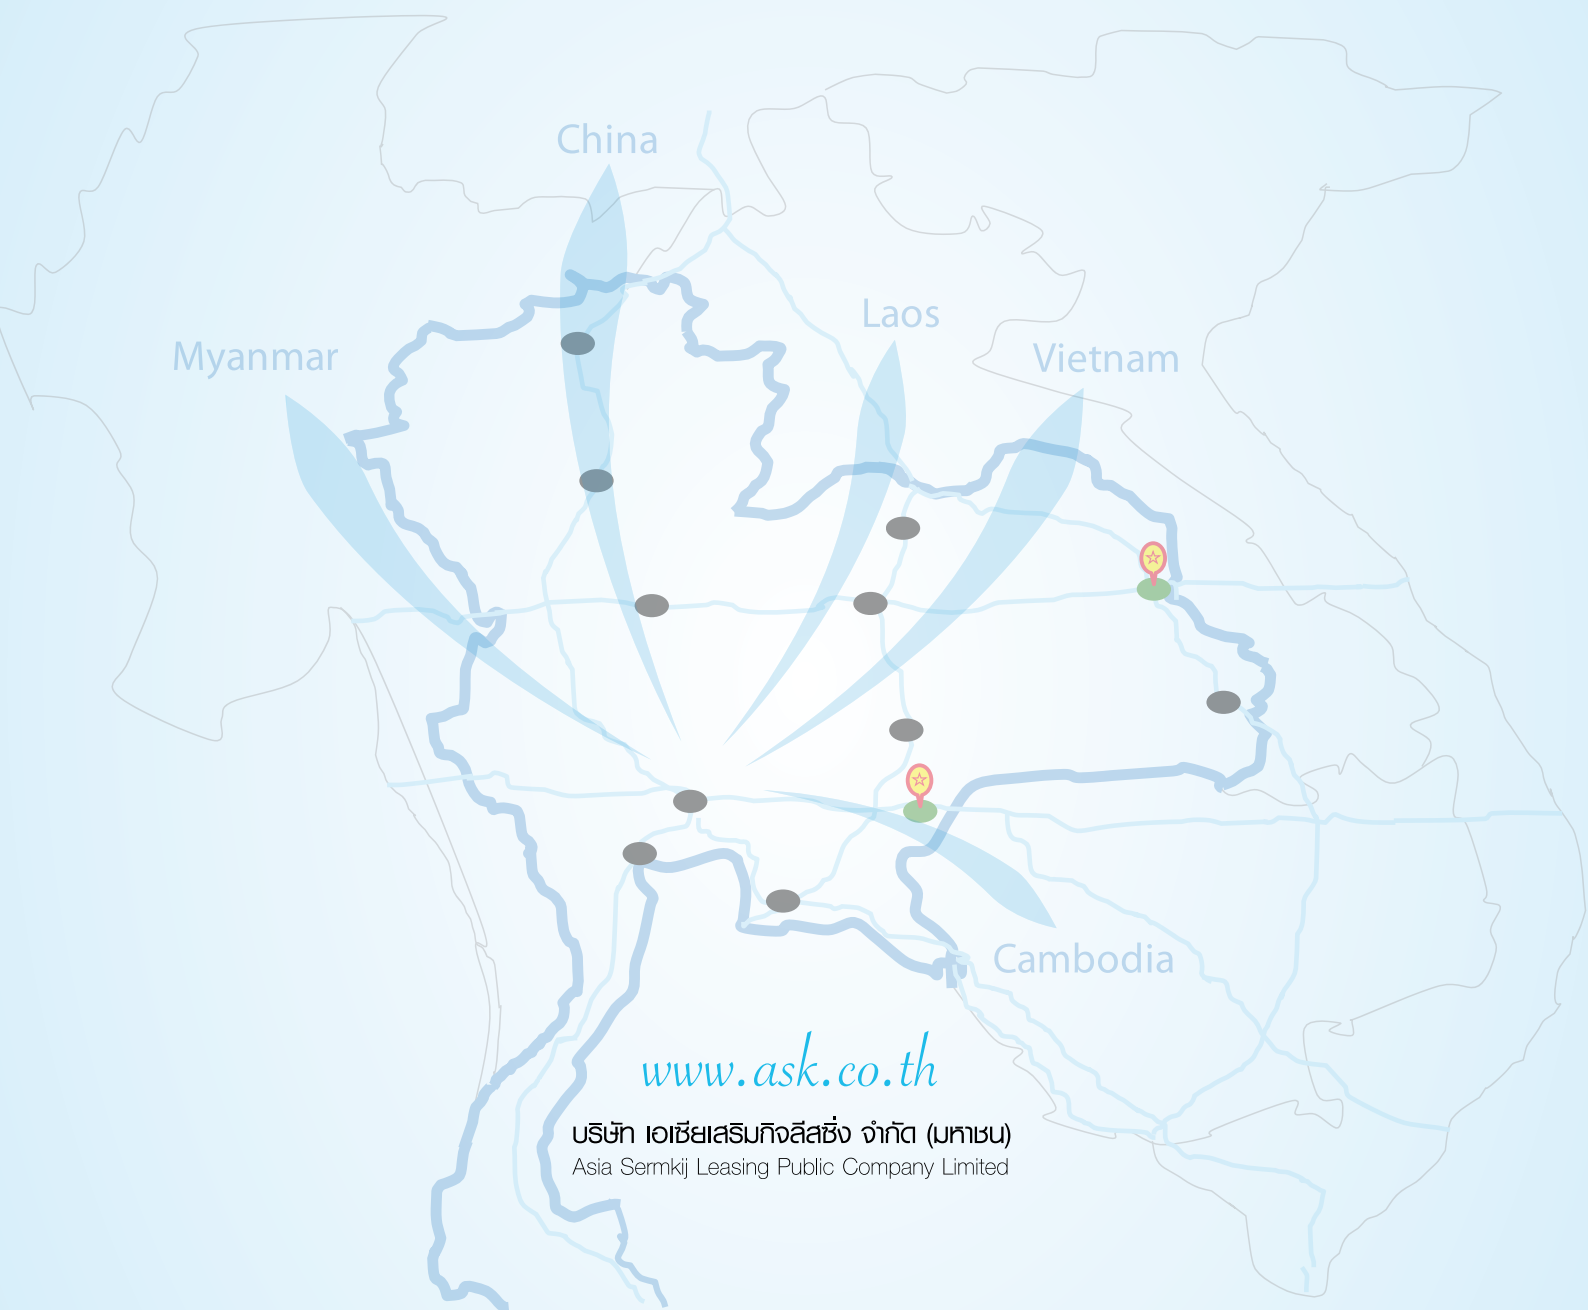 China
Laos
Myanmar
Vietnam
Cambodia
www.ask.co.th
บริษัท เอเซียเสริมกิจลีสซิ่ง จำกัด (มหาชน)
Asia Sermkij Leasing Public Company Limited